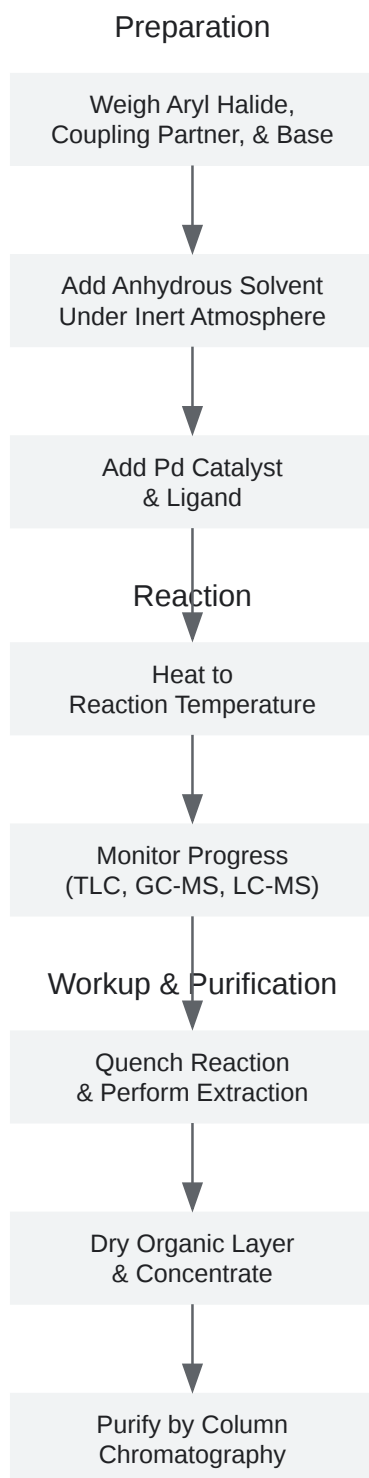 Preparation
Weigh Aryl Halide,
Coupling Partner, & Base
Add Anhydrous Solvent
Under Inert Atmosphere
Add Pd Catalyst
& Ligand
Reaction
Heat to
Reaction Temperature
Monitor Progress
(TLC, GC-MS, LC-MS)
Workup & Purification
Quench Reaction
& Perform Extraction
Dry Organic Layer
& Concentrate
Purify by Column
Chromatography